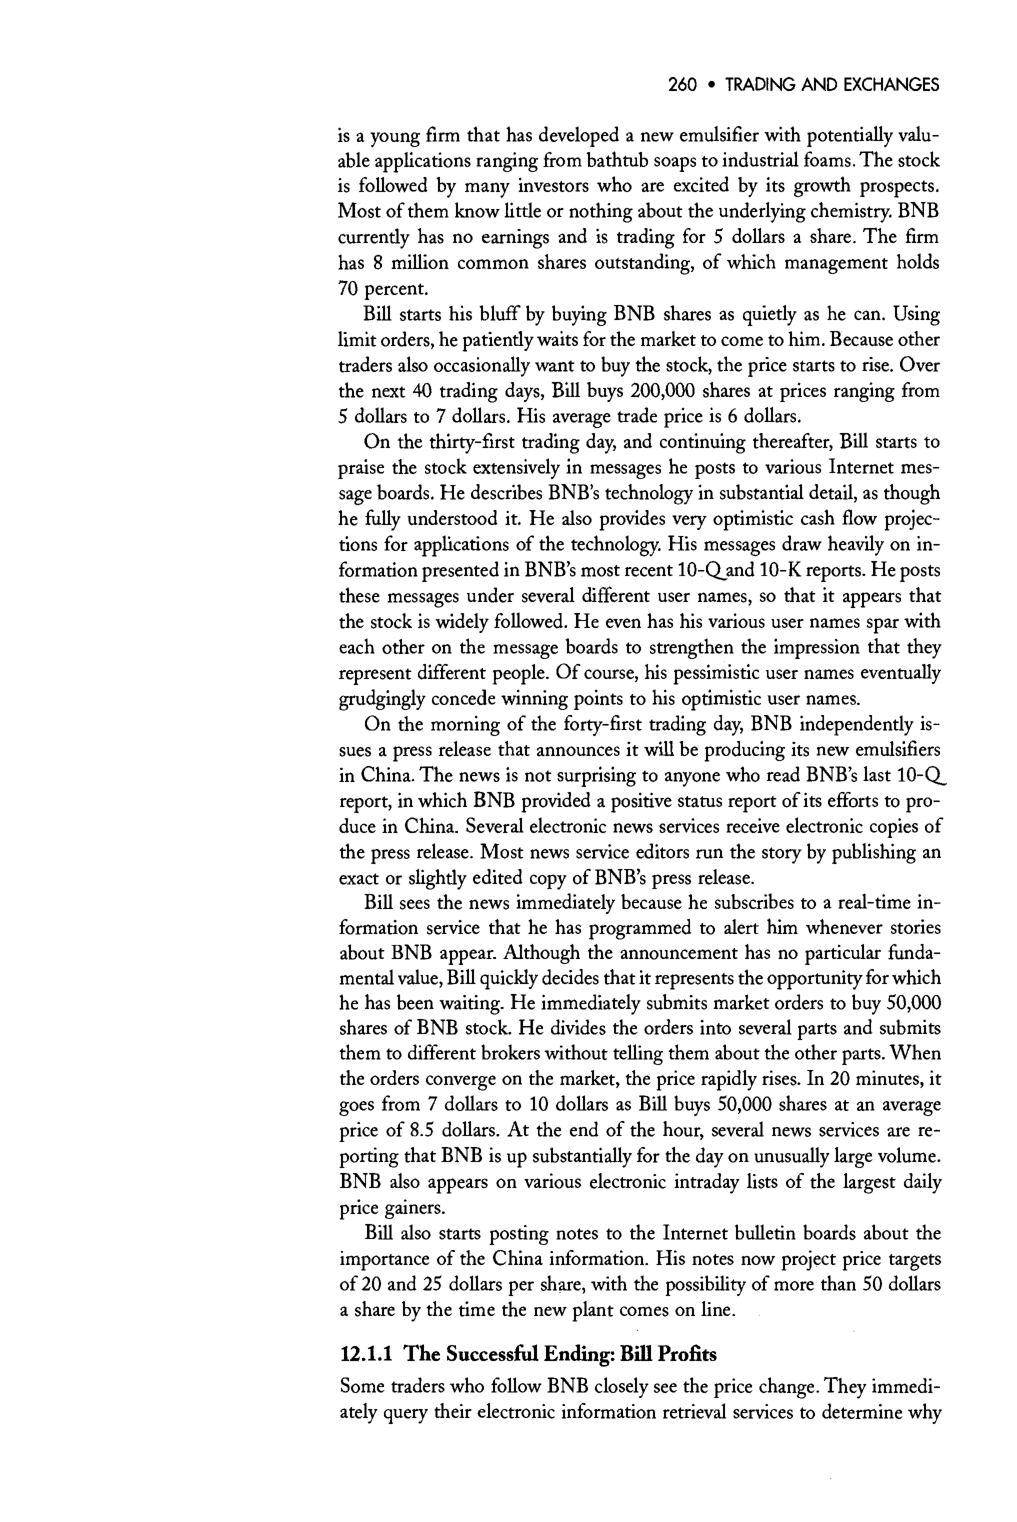 260 • TRADING AND EXCHANGES
is a young firm that has developed a new emulsifier with potentially valu-
able applications ranging from bathtub soaps to industrial foams. The stock
is followed by many investors who are excited by its growth prospects.
Most of them know little or nothing about the underlying chemistry. BNB
currently has no earnings and is trading for 5 dollars a share. The firm
has 8 million common shares outstanding, of which management holds
70 percent.
Bill starts his bluff by buying BNB shares as quietly as he can. Using
limit orders, he patiently waits for the market to come to him. Because other
traders also occasionally want to buy the stock, the price starts to rise. Over
the next 40 trading days, Bill buys 200,000 shares at prices ranging from
5 dollars to 7 dollars. His average trade price is 6 dollars.
On the thirty-first trading day, and continuing thereafter, Bill starts to
praise the stock extensively in messages he posts to various Internet mes-
sage boards. He describes BNB's technology in substantial detail, as though
he fully understood it. He also provides very optimistic cash flow projec-
tions for applications of the technology. His messages draw heavily on in-
formation presented in BNB's most recent 10-Q and 10-K reports. He posts
these messages under several different user names, so that it appears that
the stock is widely followed. He even has his various user names spar with
each other on the message boards to strengthen the impression that they
represent different people. Of course, his pessimistic user names eventually
grudgingly concede winning points to his optimistic user names.
On the morning of the forty-first trading day, BNB independently is-
sues a press release that announces it will be producing its new emulsifiers
in China. The news is not surprising to anyone who read BNB's last 10-Q
report, in which BNB provided a positive status report of its efforts to pro-
duce in China. Several electronic news services receive electronic copies of
the press release. Most news service editors run the story by publishing an
exact or slightly edited copy of BNB's press release.
Bill sees the news immediately because he subscribes to a real-time in-
formation service that he has programmed to alert him whenever stories
about BNB appear. Although the announcement has no particular funda-
mental value, Bill quickly decides that it represents the opportunity for which
he has been waiting. He immediately submits market orders to buy 50,000
shares of BNB stock. He divides the orders into several parts and submits
them to different brokers without telling them about the other parts. When
the orders converge on the market, the price rapidly rises. In 20 minutes, it
goes from 7 dollars to 10 dollars as Bill buys 50,000 shares at an average
price of 8.5 dollars. At the end of the hour, several news services are re-
porting that BNB is up substantially for the day on unusually large volume.
BNB also appears on various electronic intraday lists of the largest daily
price gainers.
Bill also starts posting notes to the Internet bulletin boards about the
importance of the China information. His notes now project price targets
of 20 and 25 dollars per share, with the possibility of more than 50 dollars
a share by the time the new plant comes on line.
12.1.1 The Successful Ending: Bill Profits
Some traders who follow BNB closely see the price change. They immedi-
ately query their electronic information retrieval services to determine why